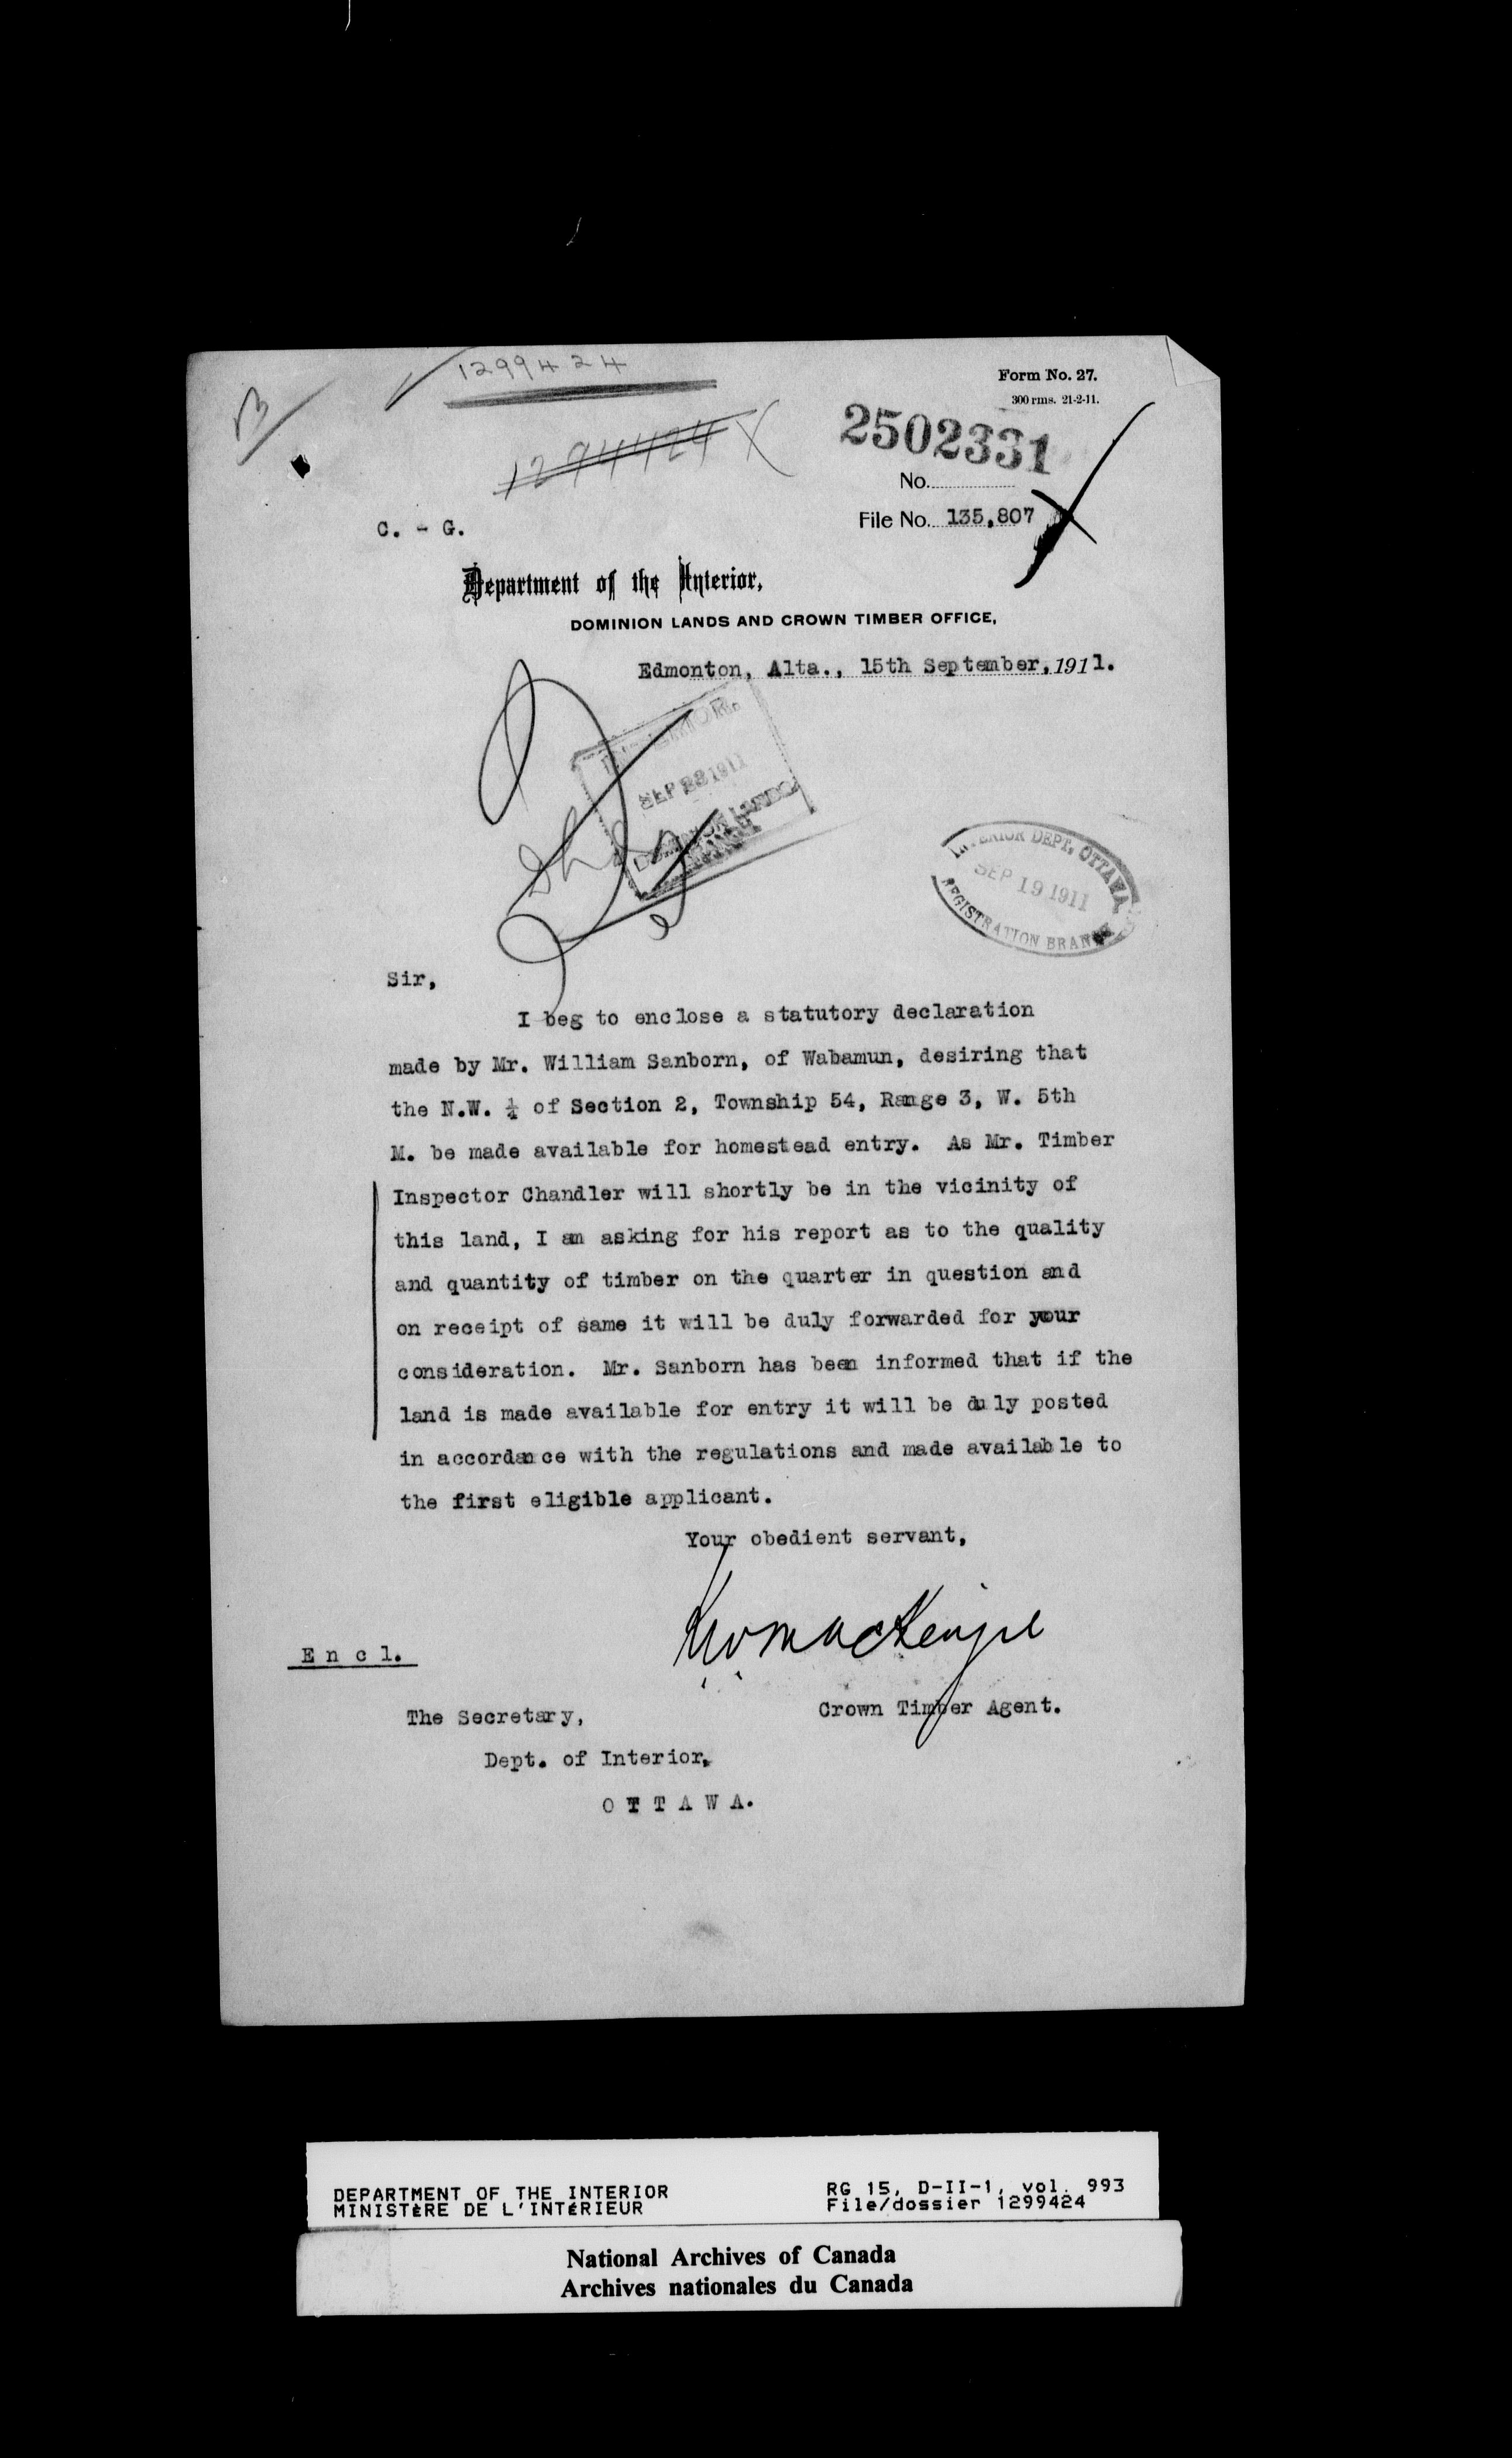 1299424
Form No. 27.
300 rms. 21-2-11.
1294424 X
2502331
No.
File No. 135,807
C. - G.
Department of the Interior,
DOMINION LANDS AND CROWN TIMBER OFFICE,
Edmonton, Alta., 15th September, 1911.
SEP 1911
DOMINION LANDS
BRANCH
INTERIOR DEPT. OTTAWA
SEP 19 1911
REGISTRATION BRANCH
Sir,
I beg to enclose a statutory declaration
made by Mr. William Sanborn, of Wabamun, desiring that
the N.W. ¼ of Section 2, Township 54, Range 3, W. 5th
M. be made available for homestead entry. As Mr. Timber
Inspector Chandler will shortly be in the vicinity of
this land, I am asking for his report as to the quality
and quantity of timber on the quarter in question and
on receipt of same it will be duly forwarded for your
consideration. Mr. Sanborn has been informed that if the
land is made available for entry it will be duly posted
in accordance with the regulations and made available to
the first eligible applicant.
Your obedient servant,
MacKenzie
Encl.
Crown Timber Agent.
The Secretary,
Dept. of Interior,
OTTAWA.
DEPARTMENT OF THE INTERIOR
MINISTÈRE DE L'INTÉRIEUR
RG 15, D-II-1, vol. 993
File/dossier 1299424
National Archives of Canada
Archives nationales du Canada